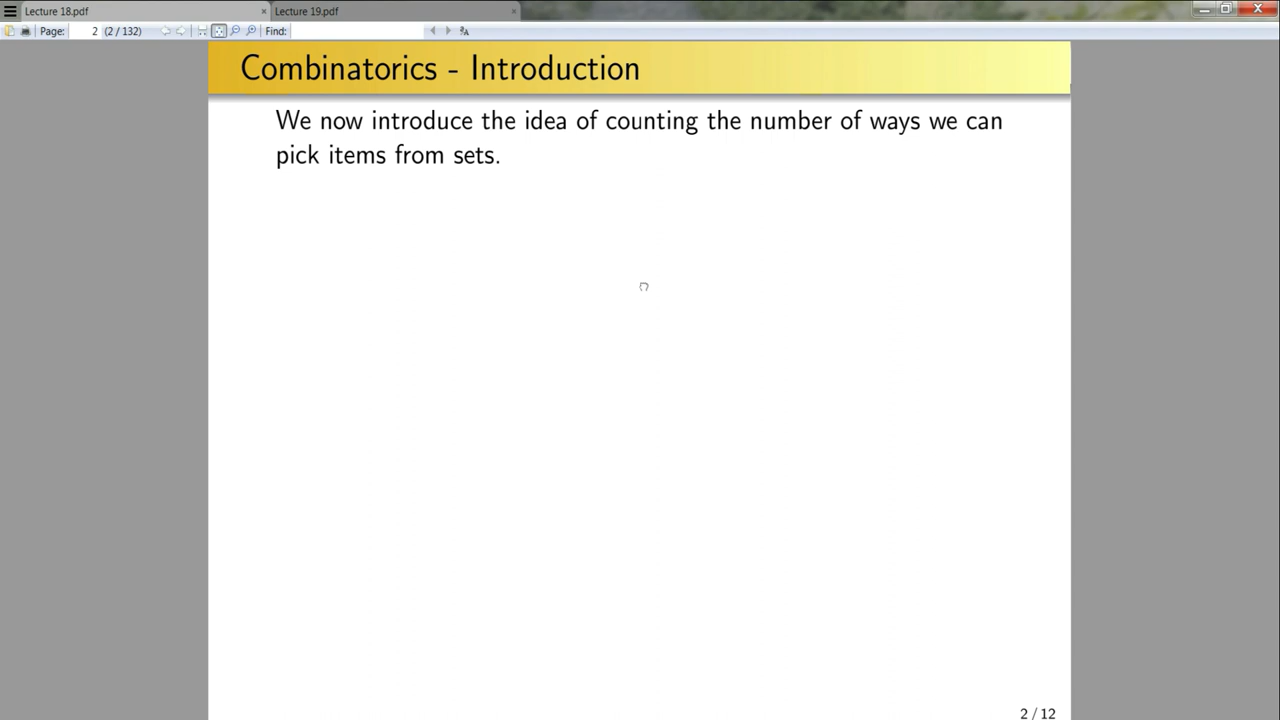 Lecture 18.pdf
Lecture 19.pdf
Page: 2 (2 / 132) Find:
Combinatorics - Introduction
We now introduce the idea of counting the number of ways we can
pick items from sets.
2 / 12